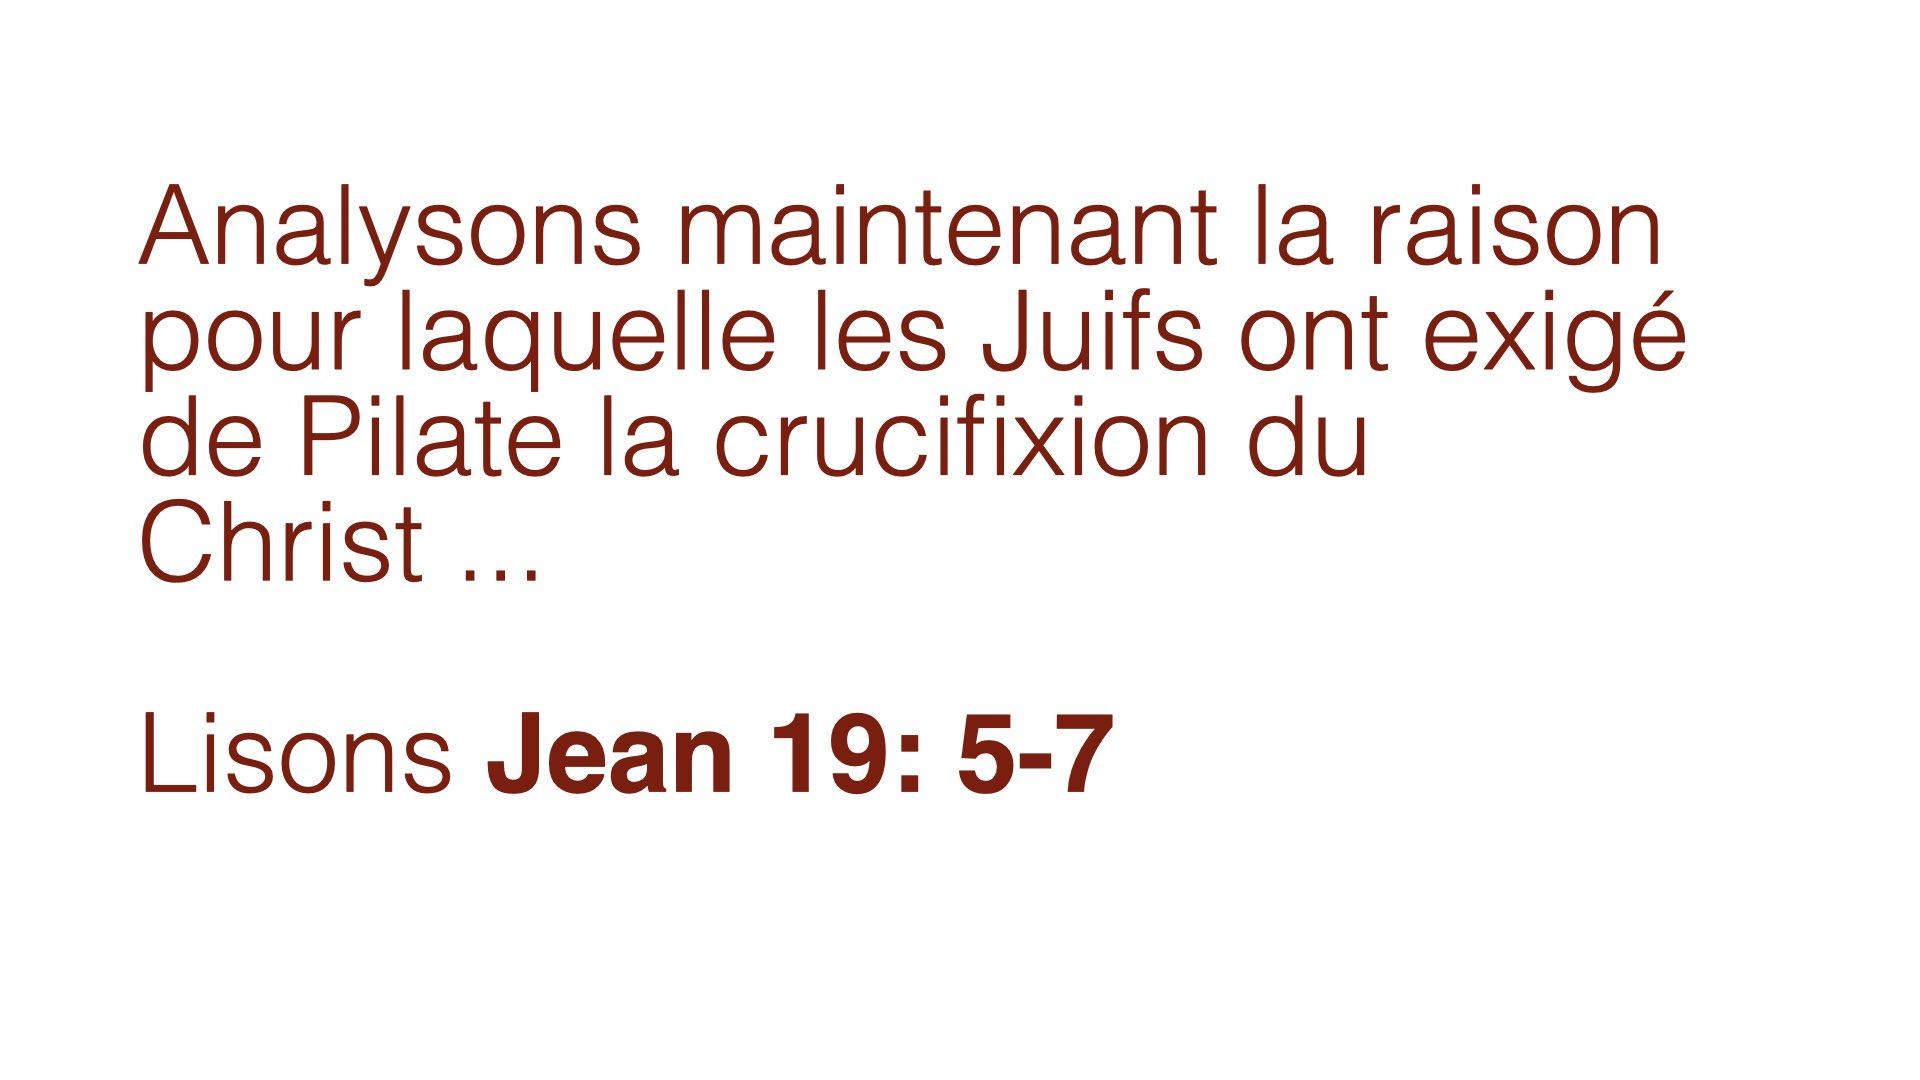 Analysons maintenant la raison
pour laquelle les Juifs ont exigé
de Pilate la crucifixion du
Christ ...
Lisons Jean 19: 5-7